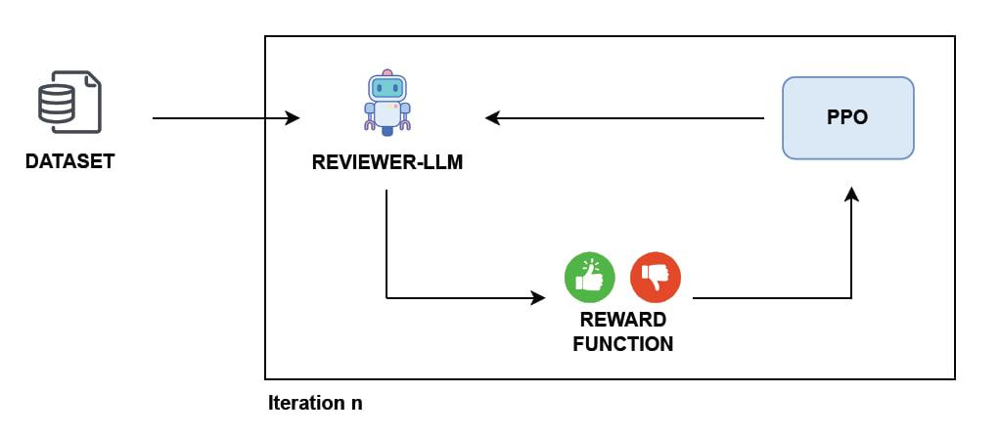 DATASET
REVIEWER-LLM
PPO
REWARD
FUNCTION
Iteration n